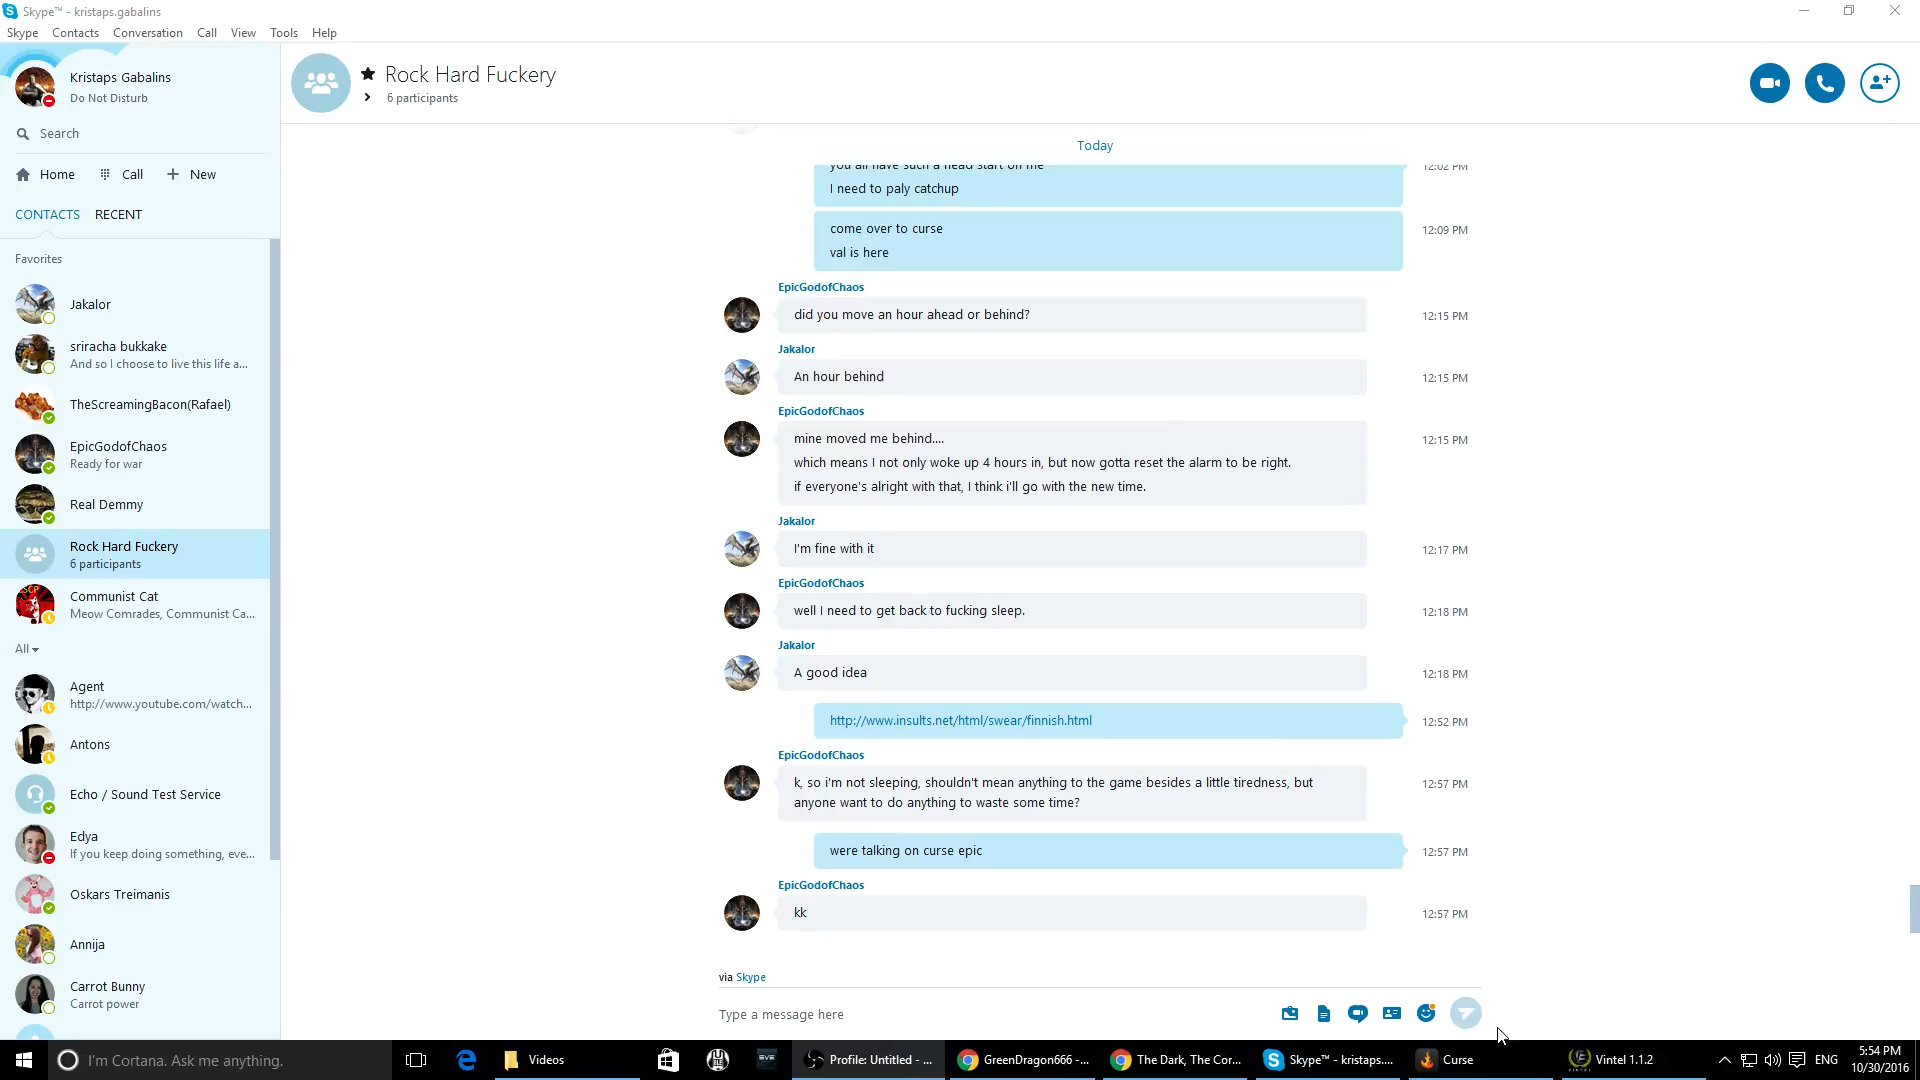 Skype™ - kristaps.gabalins
Skype Contacts Conversation Call View Tools Help
Kristaps Gabalins
Do Not Disturb
Search
Home Call New
CONTACTS RECENT
Favorites
Jakalor
sriracha bukkake
And so I choose to live this life a...
TheScreamingBacon(Rafael)
EpicGodofChaos
Ready for war
Real Demmy
Rock Hard Fuckery
6 participants
Communist Cat
Meow Comrades, Communist Ca...
All
Agent
http://www.youtube.com/watch...
Antons
Echo / Sound Test Service
Edya
If you keep doing something, eve...
Oskars Treimanis
Annija
Carrot Bunny
Carrot power
Rock Hard Fuckery
6 participants
Today
you all have such a head start on me 12:02 PM
I need to paly catchup
come over to curse 12:09 PM
val is here
EpicGodofChaos
did you move an hour ahead or behind? 12:15 PM
Jakalor
An hour behind 12:15 PM
EpicGodofChaos
mine moved me behind.... 12:15 PM
which means I not only woke up 4 hours in, but now gotta reset the alarm to be right.
if everyone's alright with that, I think i'll go with the new time.
Jakalor
I'm fine with it 12:17 PM
EpicGodofChaos
well I need to get back to fucking sleep. 12:18 PM
Jakalor
A good idea 12:18 PM
http://www.insults.net/html/swear/finnish.html 12:52 PM
EpicGodofChaos
k, so i'm not sleeping, shouldn't mean anything to the game besides a little tiredness, but 12:57 PM
anyone want to do anything to waste some time?
were talking on curse epic 12:57 PM
EpicGodofChaos
kk 12:57 PM
via Skype
Type a message here
I'm Cortana. Ask me anything. Videos EVE Profile: Untitled - ... GreenDragon666 -... The Dark, The Cor... Skype™ - kristaps.... Curse Vintel 1.1.2 ENG 5:54 PM
10/30/2016